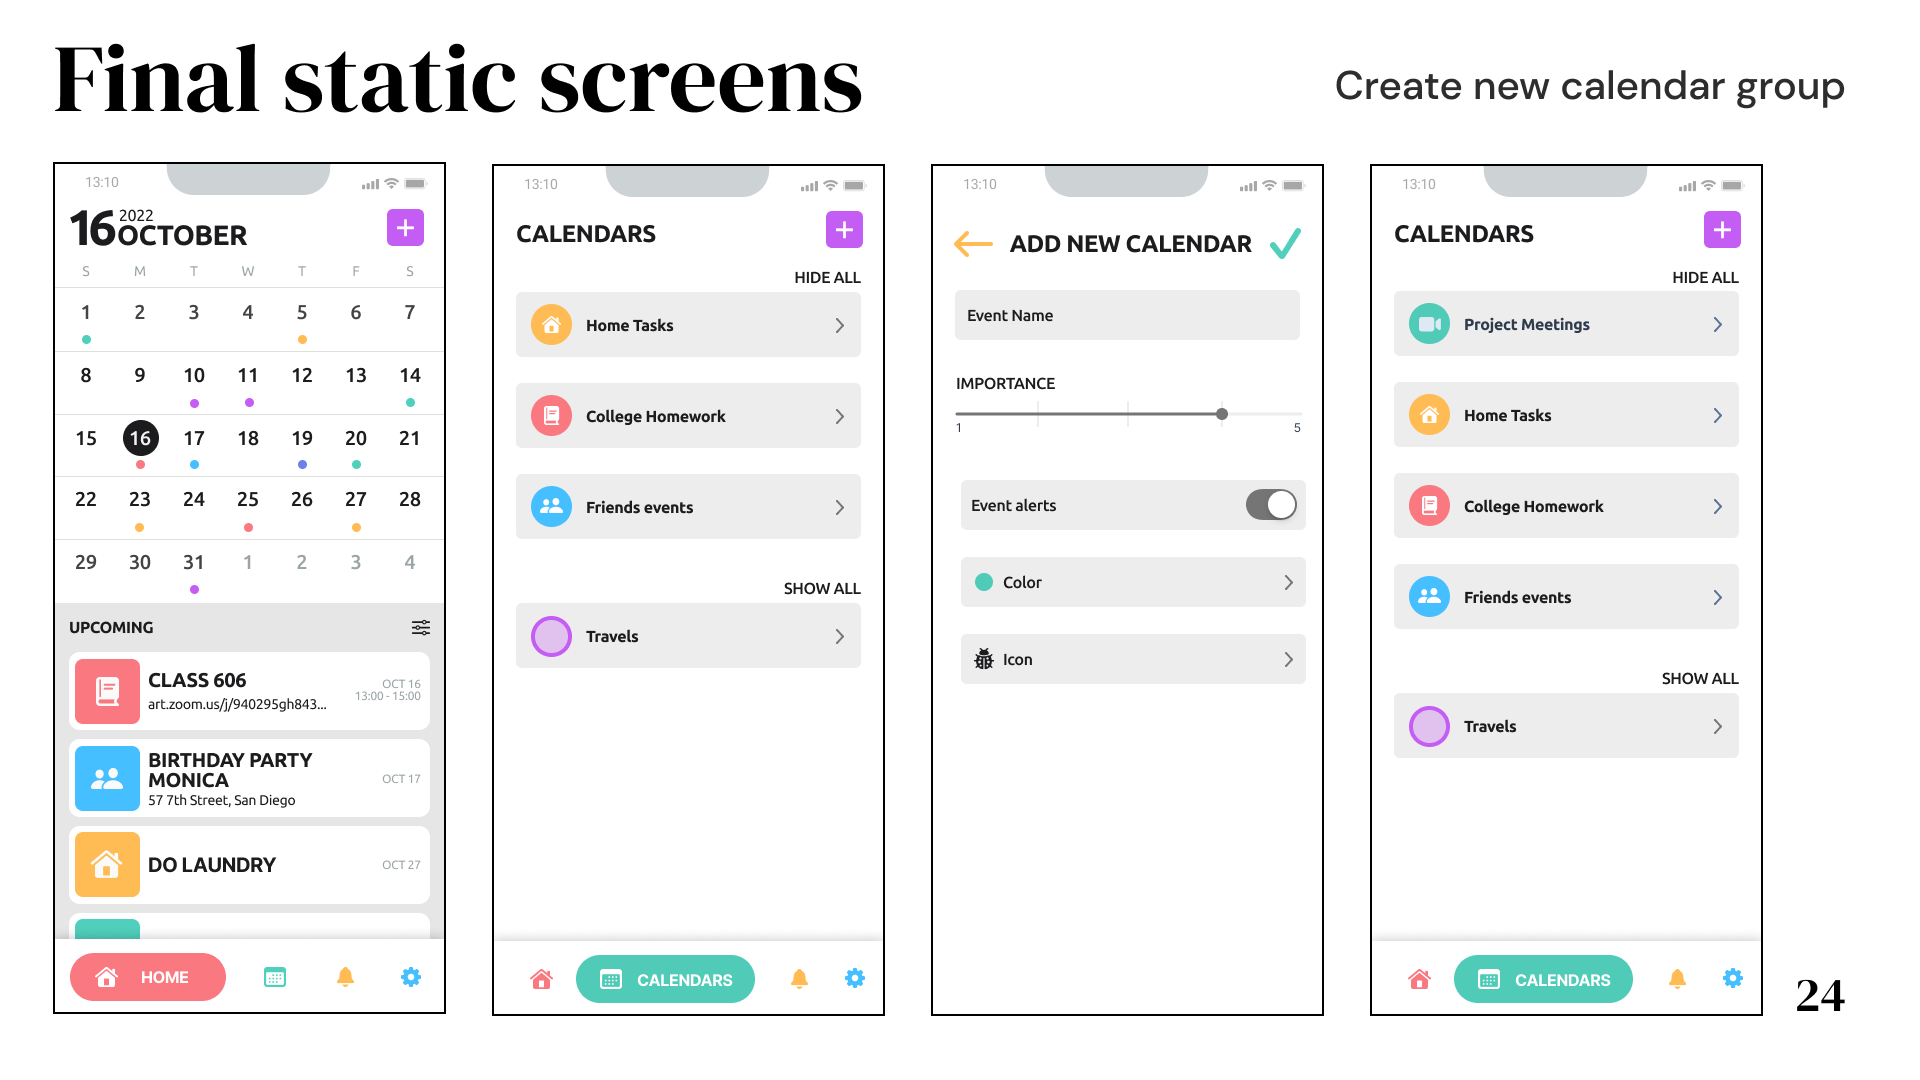 Final static screens
Create new calendar group
13:10
16
2022
OCTOBER
S M T W T F S
1 2 3 4 5 6 7
8 9 10 11 12 13 14
15 16 17 18 19 20 21
22 23 24 25 26 27 28
29 30 31 1 2 3 4
UPCOMING
CLASS 606
art.zoom.us/j/940295gh843...
OCT 16
13:00 - 15:00
BIRTHDAY PARTY
MONICA
57 7th Street, San Diego
OCT 17
DO LAUNDRY
OCT 27
HOME
13:10
CALENDARS
HIDE ALL
Home Tasks
College Homework
Friends events
SHOW ALL
Travels
CALENDARS
13:10
ADD NEW CALENDAR
Event Name
IMPORTANCE
1 5
Event alerts
Color
Icon
13:10
CALENDARS
HIDE ALL
Project Meetings
Home Tasks
College Homework
Friends events
SHOW ALL
Travels
CALENDARS
24